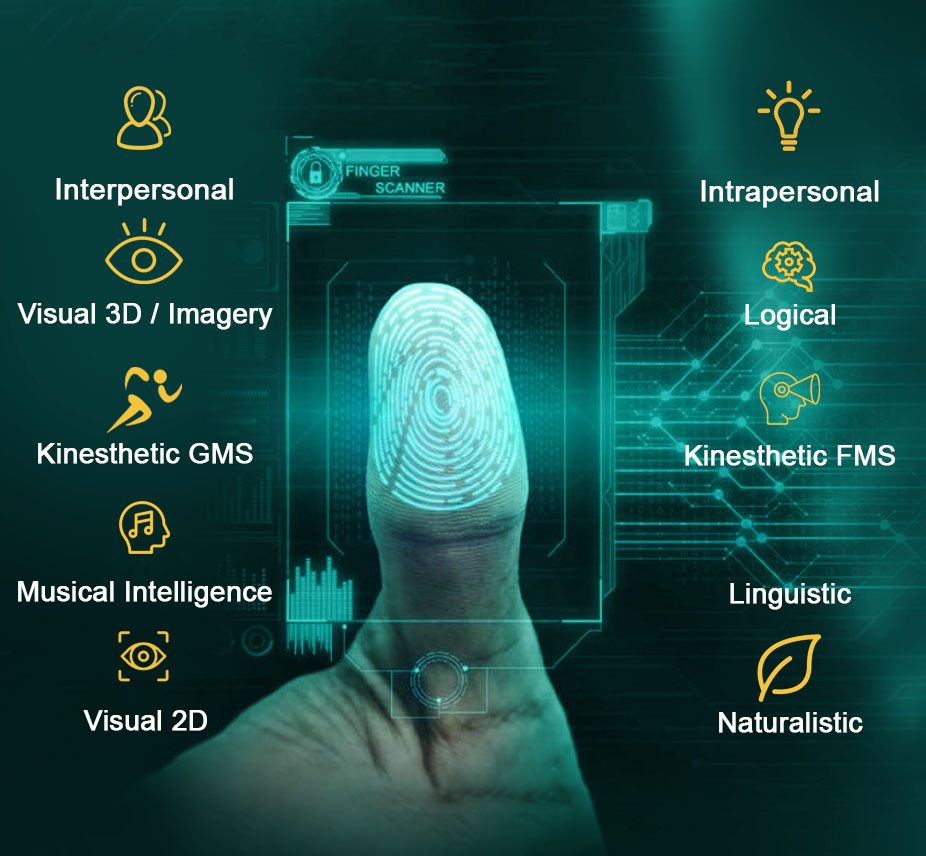 Interpersonal
Intrapersonal
FINGER
SCANNER
Visual 3D / Imagery
Logical
Kinesthetic GMS
Kinesthetic FMS
Musical Intelligence
Linguistic
Visual 2D
Naturalistic